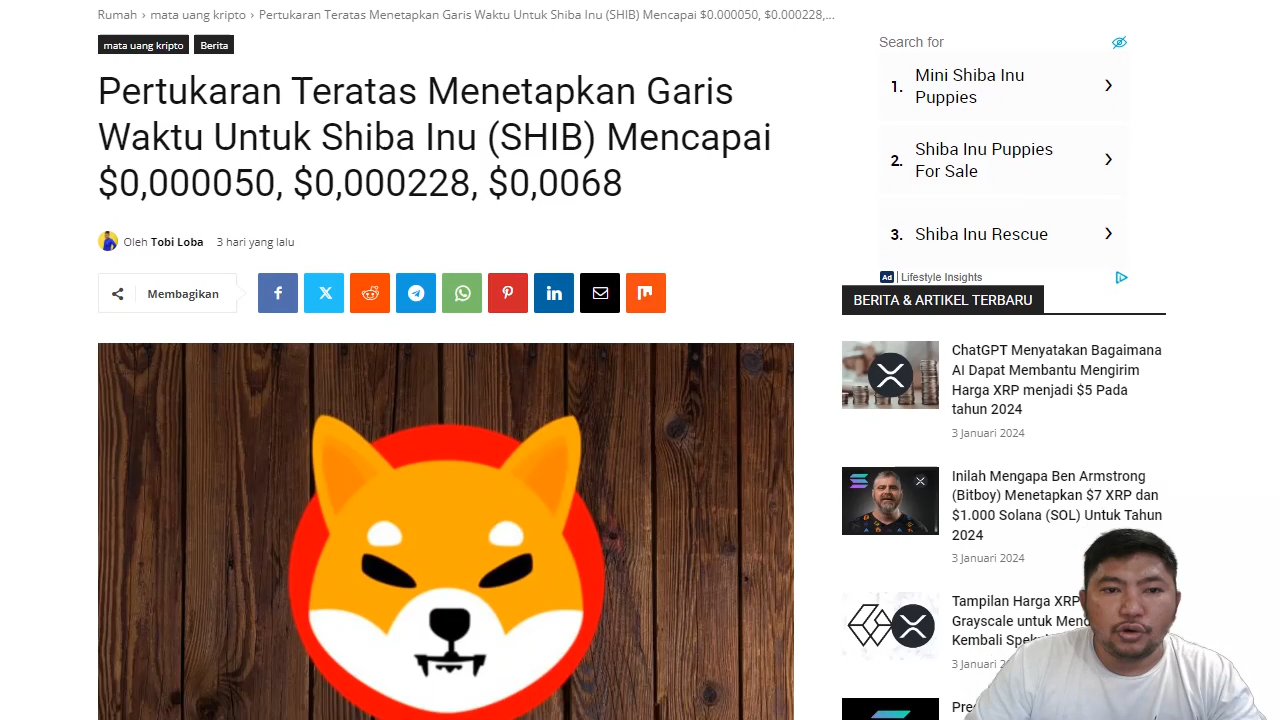 Rumah › mata uang kripto › Pertukaran Teratas Menetapkan Garis Waktu Untuk Shiba Inu (SHIB) Mencapai $0.000050, $0.000228,...
mata uang kripto Berita
Pertukaran Teratas Menetapkan Garis
Waktu Untuk Shiba Inu (SHIB) Mencapai
$0,000050, $0,000228, $0,0068
Oleh Tobi Loba 3 hari yang lalu
Membagikan
Search for
1. Mini Shiba Inu
Puppies
2. Shiba Inu Puppies
For Sale
3. Shiba Inu Rescue
Ad Lifestyle Insights
BERITA & ARTIKEL TERBARU
ChatGPT Menyatakan Bagaimana
AI Dapat Membantu Mengirim
Harga XRP menjadi $5 Pada
tahun 2024
3 Januari 2024
Inilah Mengapa Ben Armstrong
(Bitboy) Menetapkan $7 XRP dan
$1.000 Solana (SOL) Untuk Tahun
2024
3 Januari 2024
Tampilan Harga XRP
Grayscale untuk
Kembali
3 Januari